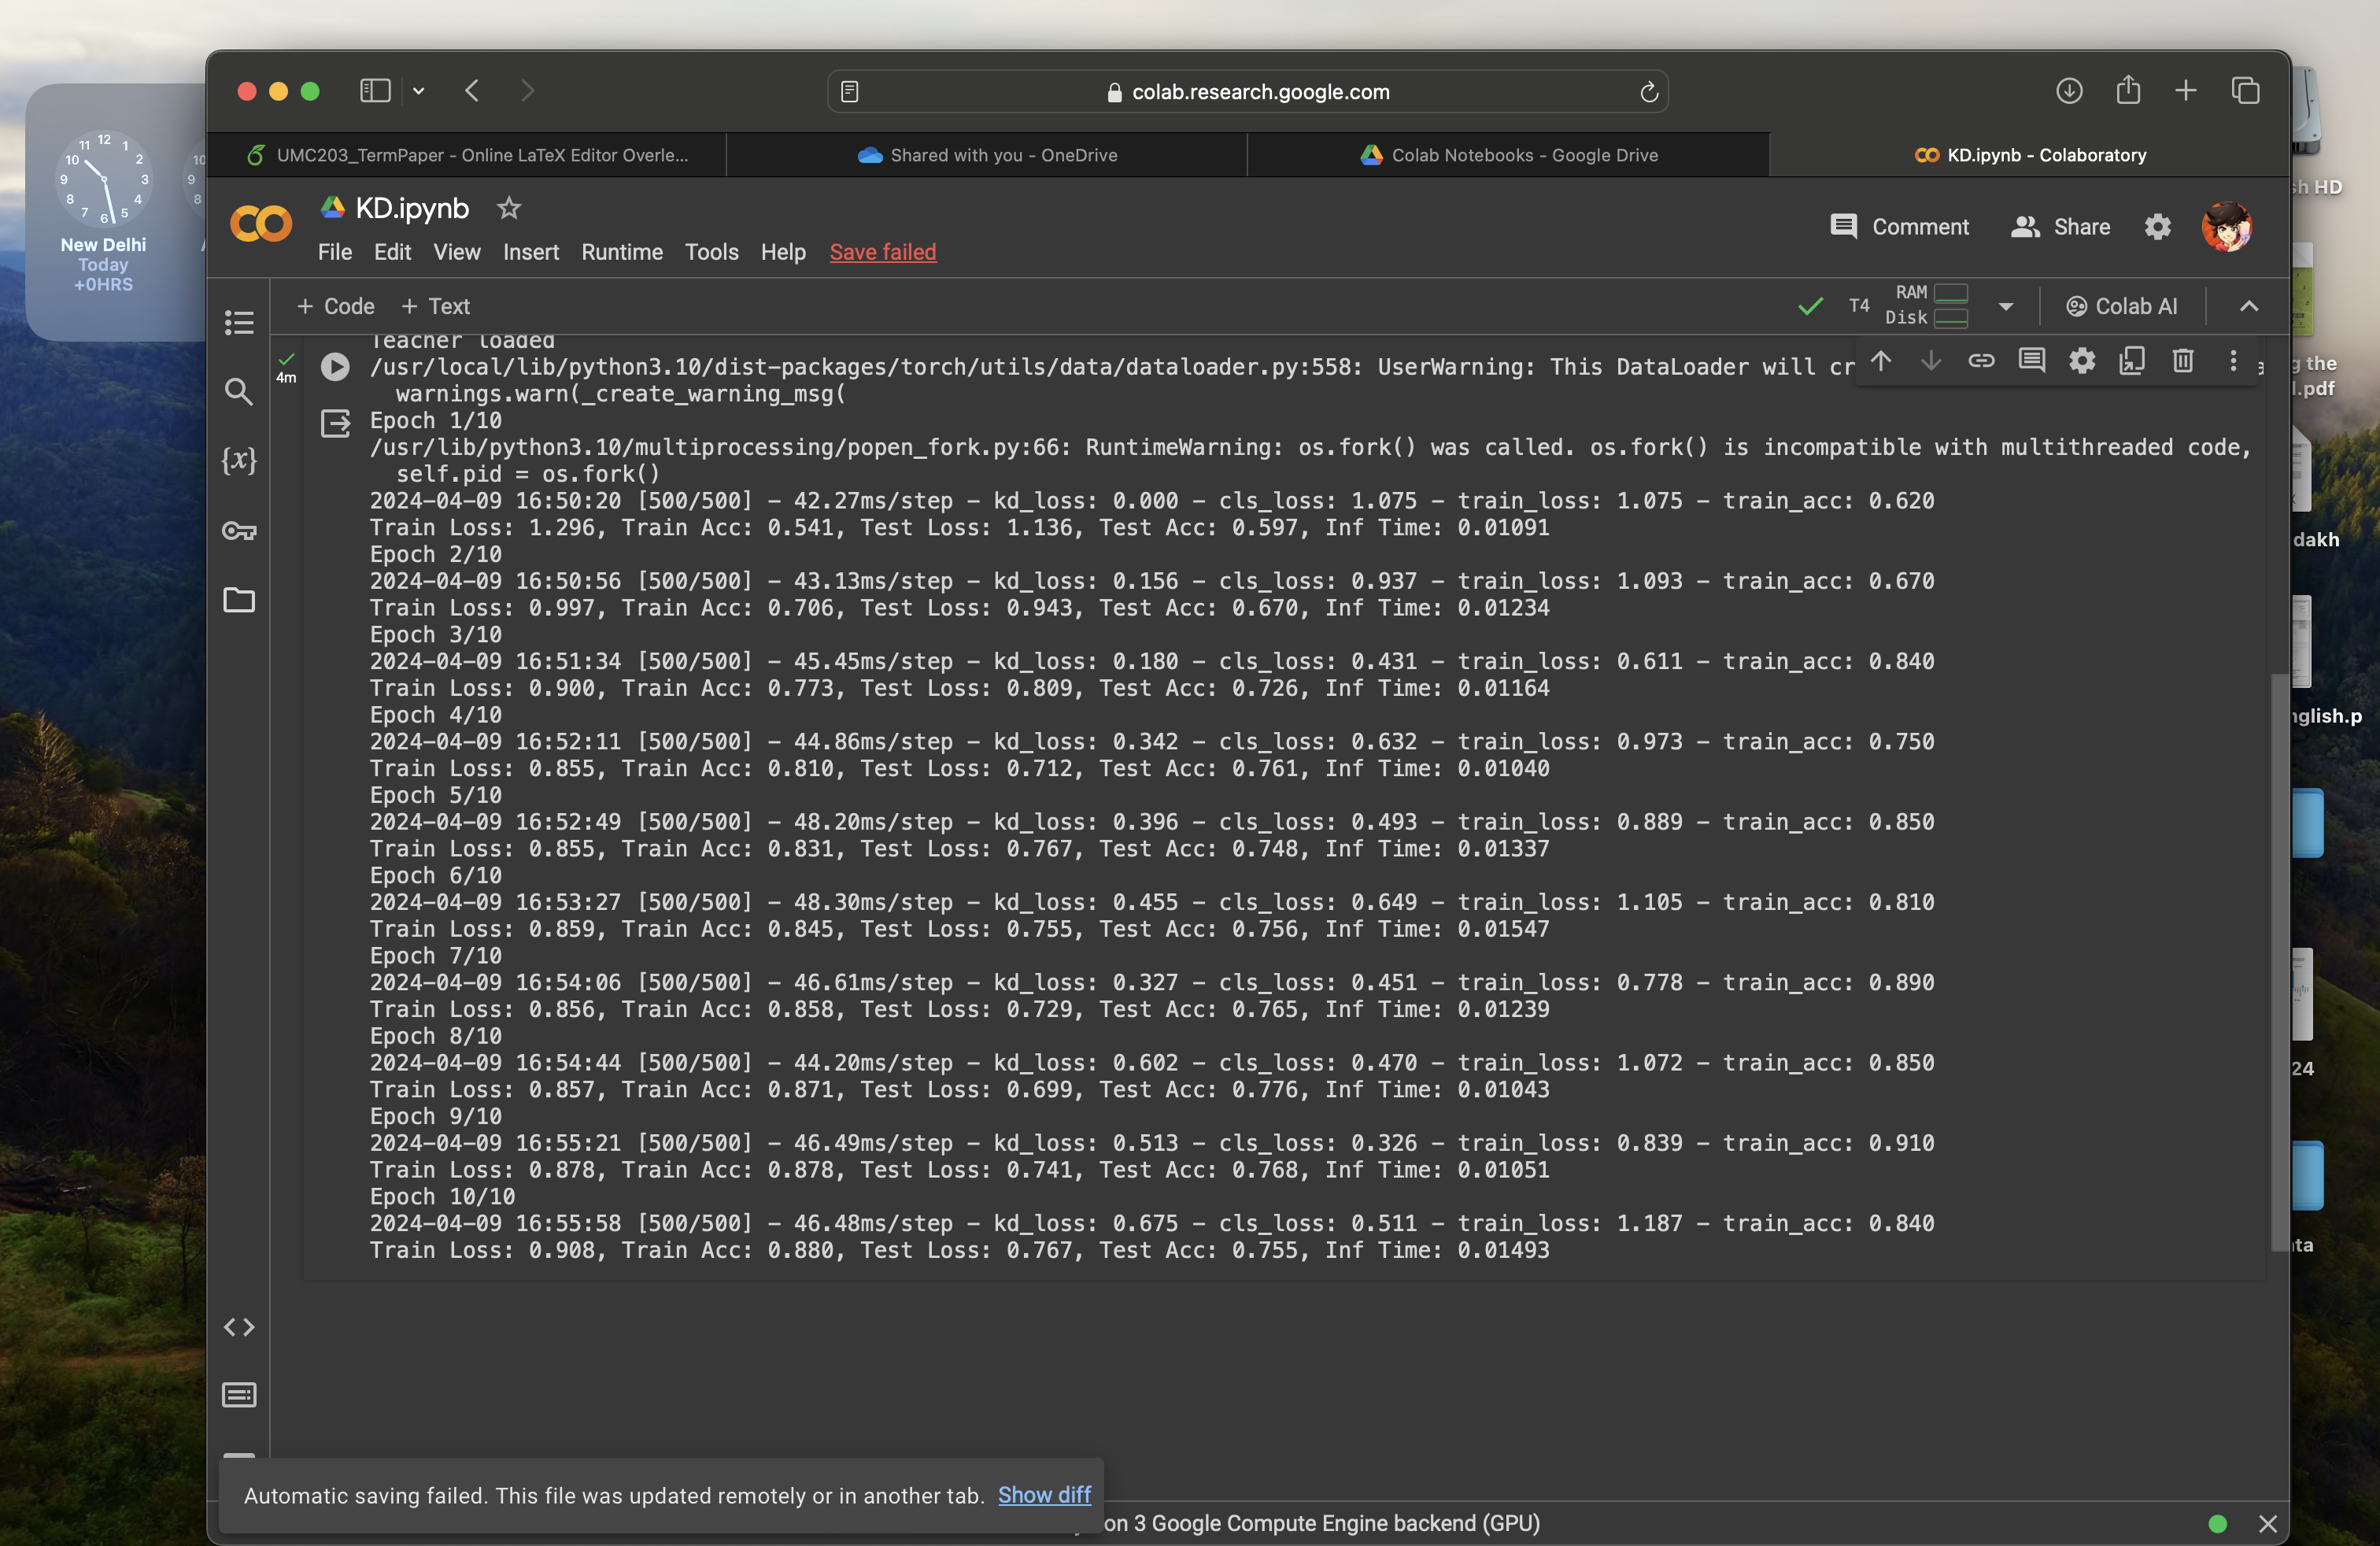 colab.research.google.com
UMC203_TermPaper - Online LaTeX Editor Overle...
Shared with you - OneDrive
Colab Notebooks - Google Drive
KD.ipynb - Colaboratory
KD.ipynb
File Edit View Insert Runtime Tools Help Save failed
Comment Share
+ Code + Text
T4 RAM Disk
Colab AI
12 1 2 3 4 5 6 7 8 9 10 11
10 9 8
New Delhi
Today
+0HRS
4m
Teacher loaded
/usr/local/lib/python3.10/dist-packages/torch/utils/data/dataloader.py:558: UserWarning: This DataLoader will cr
warnings.warn(_create_warning_msg(
Epoch 1/10
/usr/lib/python3.10/multiprocessing/popen_fork.py:66: RuntimeWarning: os.fork() was called. os.fork() is incompatible with multithreaded code,
self.pid = os.fork()
2024-04-09 16:50:20 [500/500] - 42.27ms/step - kd_loss: 0.000 - cls_loss: 1.075 - train_loss: 1.075 - train_acc: 0.620
Train Loss: 1.296, Train Acc: 0.541, Test Loss: 1.136, Test Acc: 0.597, Inf Time: 0.01091
Epoch 2/10
2024-04-09 16:50:56 [500/500] - 43.13ms/step - kd_loss: 0.156 - cls_loss: 0.937 - train_loss: 1.093 - train_acc: 0.670
Train Loss: 0.997, Train Acc: 0.706, Test Loss: 0.943, Test Acc: 0.670, Inf Time: 0.01234
Epoch 3/10
2024-04-09 16:51:34 [500/500] - 45.45ms/step - kd_loss: 0.180 - cls_loss: 0.431 - train_loss: 0.611 - train_acc: 0.840
Train Loss: 0.900, Train Acc: 0.773, Test Loss: 0.809, Test Acc: 0.726, Inf Time: 0.01164
Epoch 4/10
2024-04-09 16:52:11 [500/500] - 44.86ms/step - kd_loss: 0.342 - cls_loss: 0.632 - train_loss: 0.973 - train_acc: 0.750
Train Loss: 0.855, Train Acc: 0.810, Test Loss: 0.712, Test Acc: 0.761, Inf Time: 0.01040
Epoch 5/10
2024-04-09 16:52:49 [500/500] - 48.20ms/step - kd_loss: 0.396 - cls_loss: 0.493 - train_loss: 0.889 - train_acc: 0.850
Train Loss: 0.855, Train Acc: 0.831, Test Loss: 0.767, Test Acc: 0.748, Inf Time: 0.01337
Epoch 6/10
2024-04-09 16:53:27 [500/500] - 48.30ms/step - kd_loss: 0.455 - cls_loss: 0.649 - train_loss: 1.105 - train_acc: 0.810
Train Loss: 0.859, Train Acc: 0.845, Test Loss: 0.755, Test Acc: 0.756, Inf Time: 0.01547
Epoch 7/10
2024-04-09 16:54:06 [500/500] - 46.61ms/step - kd_loss: 0.327 - cls_loss: 0.451 - train_loss: 0.778 - train_acc: 0.890
Train Loss: 0.856, Train Acc: 0.858, Test Loss: 0.729, Test Acc: 0.765, Inf Time: 0.01239
Epoch 8/10
2024-04-09 16:54:44 [500/500] - 44.20ms/step - kd_loss: 0.602 - cls_loss: 0.470 - train_loss: 1.072 - train_acc: 0.850
Train Loss: 0.857, Train Acc: 0.871, Test Loss: 0.699, Test Acc: 0.776, Inf Time: 0.01043
Epoch 9/10
2024-04-09 16:55:21 [500/500] - 46.49ms/step - kd_loss: 0.513 - cls_loss: 0.326 - train_loss: 0.839 - train_acc: 0.910
Train Loss: 0.878, Train Acc: 0.878, Test Loss: 0.741, Test Acc: 0.768, Inf Time: 0.01051
Epoch 10/10
2024-04-09 16:55:58 [500/500] - 46.48ms/step - kd_loss: 0.675 - cls_loss: 0.511 - train_loss: 1.187 - train_acc: 0.840
Train Loss: 0.908, Train Acc: 0.880, Test Loss: 0.767, Test Acc: 0.755, Inf Time: 0.01493
Automatic saving failed. This file was updated remotely or in another tab. Show diff
on 3 Google Compute Engine backend (GPU)
sh HD
g the
l.pdf
dakh
nglish.p
24
ata